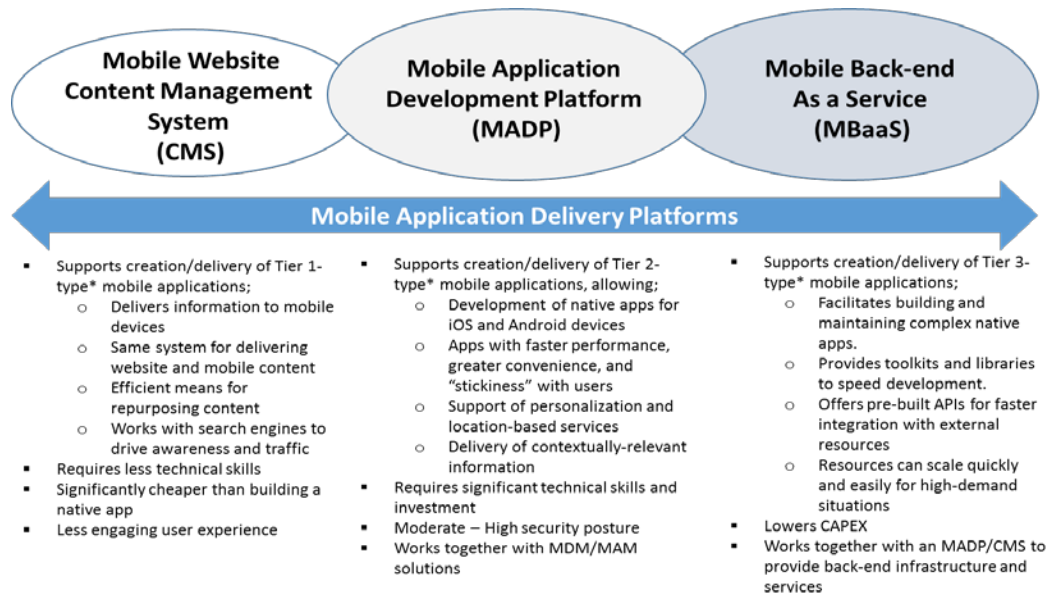 Mobile Website
Content Management
System
(CMS)
Mobile Application
Development Platform
(MADP)
Mobile Back-end
As a Service
(MBaaS)
Mobile Application Delivery Platforms
▪ Supports creation/delivery of Tier 1-
type* mobile applications;
o Delivers information to mobile
devices
o Same system for delivering
website and mobile content
o Efficient means for
repurposing content
o Works with search engines to
drive awareness and traffic
▪ Requires less technical skills
▪ Significantly cheaper than building a
native app
▪ Less engaging user experience
▪ Supports creation/delivery of Tier 2-
type* mobile applications, allowing;
o Development of native apps for
iOS and Android devices
o Apps with faster performance,
greater convenience, and
“stickiness” with users
o Support of personalization and
location-based services
o Delivery of contextually-relevant
information
▪ Requires significant technical skills and
investment
▪ Moderate – High security posture
▪ Works together with MDM/MAM
solutions
▪ Supports creation/delivery of Tier 3-
type* mobile applications;
o Facilitates building and
maintaining complex native
apps.
o Provides toolkits and libraries
to speed development.
o Offers pre-built APIs for faster
integration with external
resources
o Resources can scale quickly
and easily for high-demand
situations
▪ Lowers CAPEX
▪ Works together with an MADP/CMS to
provide back-end infrastructure and
services